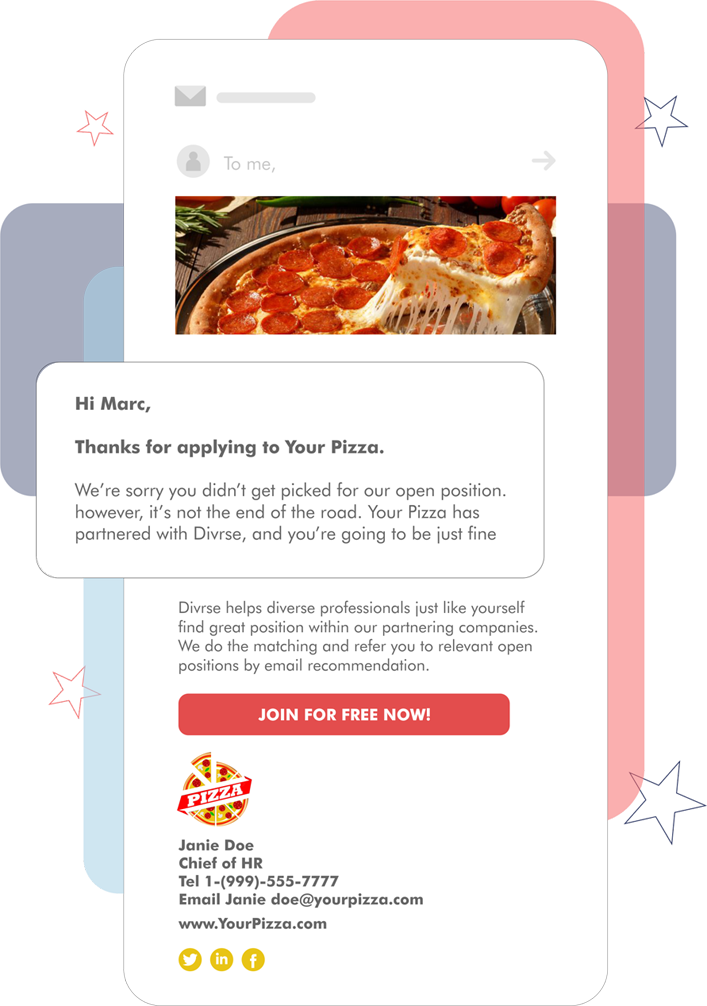 To me,
Hi Marc,
Thanks for applying to Your Pizza.
We’re sorry you didn’t get picked for our open position.
however, it’s not the end of the road. Your Pizza has
partnered with Divrse, and you’re going to be just fine
Divrse helps diverse professionals just like yourself
find great position within our partnering companies.
We do the matching and refer you to relevant open
positions by email recommendation.
JOIN FOR FREE NOW!
PIZZA
Janie Doe
Chief of HR
Tel 1-(999)-555-7777
Email Janie doe@yourpizza.com
www.YourPizza.com